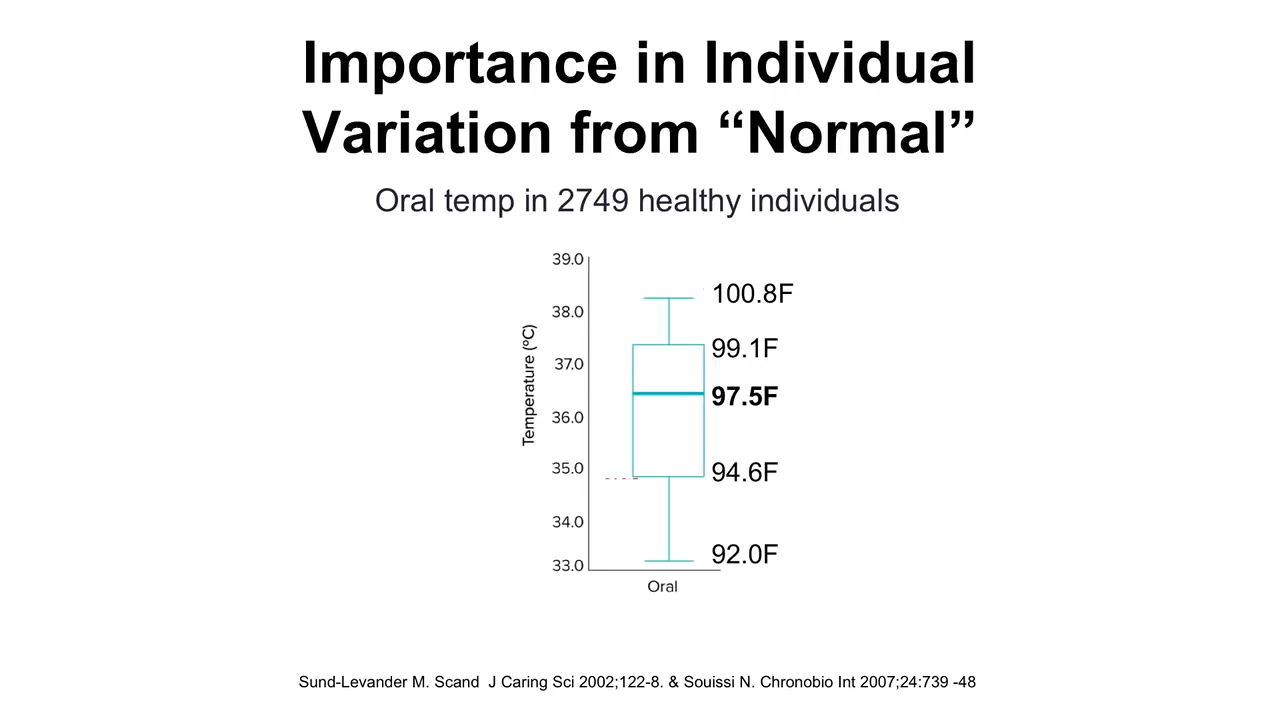 Importance in Individual
Variation from “Normal”
Oral temp in 2749 healthy individuals
39.0
100.8F
38.0
99.1F
37.0
97.5F
Temperature (ºC)
36.0
35.0
94.6F
34.0
92.0F
33.0
Oral
Sund-Levander M. Scand  J Caring Sci 2002;122-8. & Souissi N. Chronobio Int 2007;24:739 -48